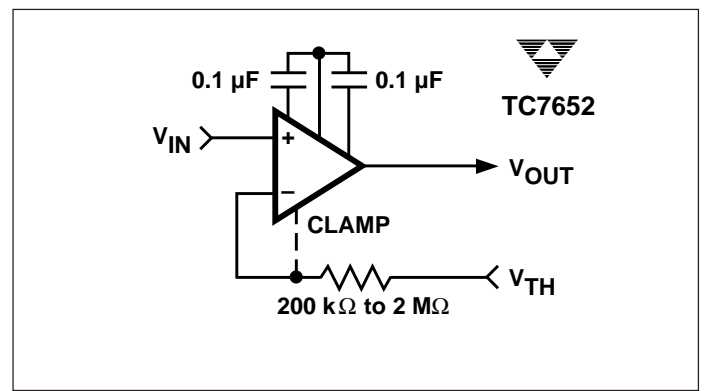 0.1 µF
0.1 µF
TC7652
VIN
+
VOUT
–
CLAMP
VTH
200 kΩ to 2 MΩ